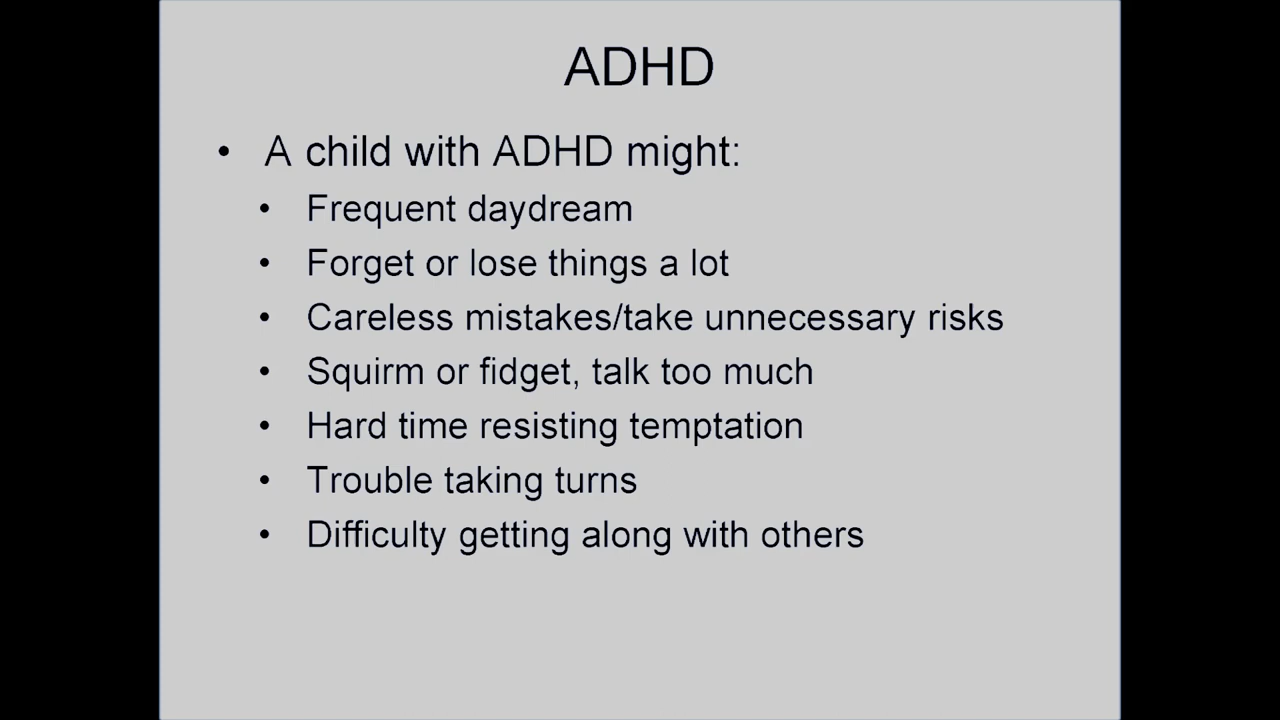 ADHD
• A child with ADHD might:
• Frequent daydream
• Forget or lose things a lot
• Careless mistakes/take unnecessary risks
• Squirm or fidget, talk too much
• Hard time resisting temptation
• Trouble taking turns
• Difficulty getting along with others